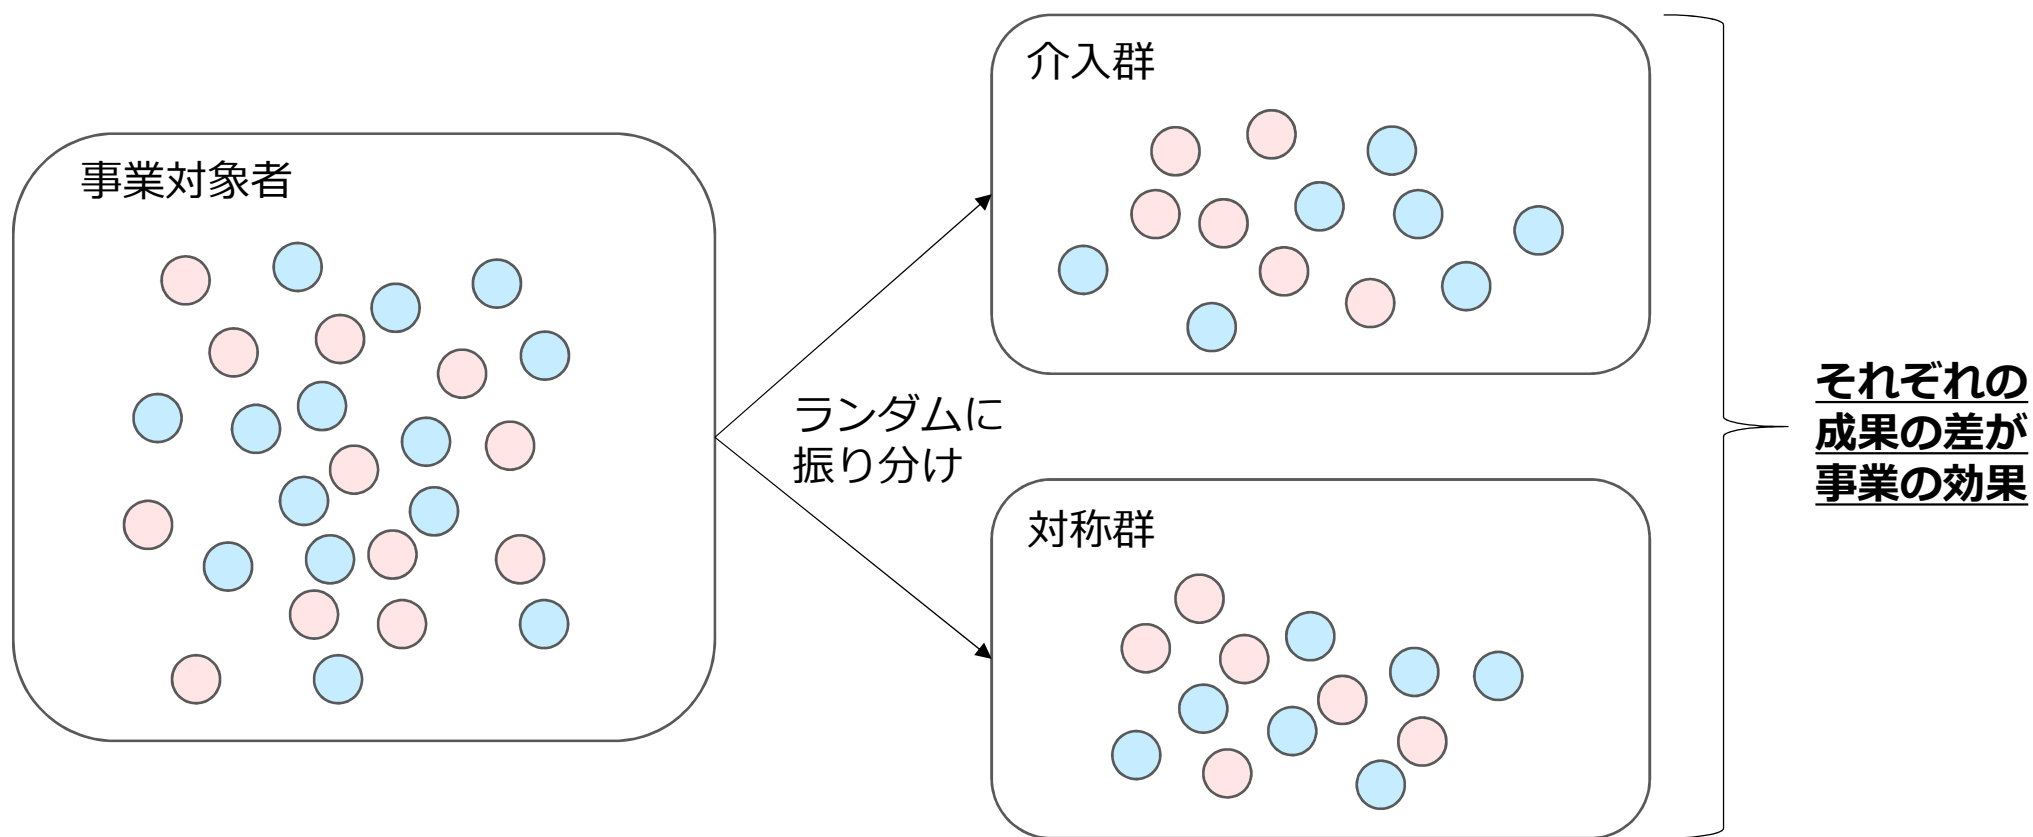 事業対象者
介入群
ランダムに
振り分け
対称群
それぞれの
成果の差が
事業の効果